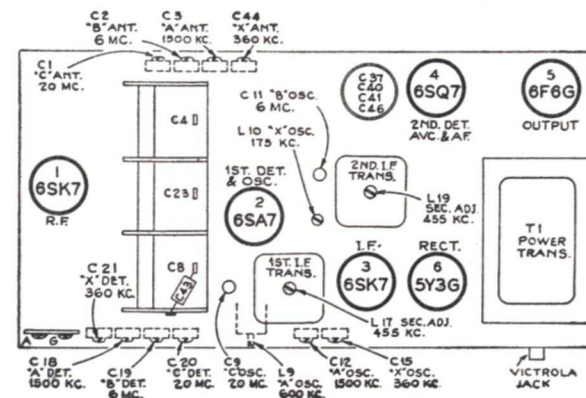 C2
"B" ANT.
6 MC.
C3
"A" ANT.
1500 KC.
C44
"X" ANT.
360 KC.
C1
"C" ANT.
20 MC.
C4
C23
C8
C43
1
6SK7
R.F.
C11 "B" OSC.
6 MC.
L10 "X" OSC.
175 KC.
1ST. DET.
& OSC.
2
6SA7
C37
C40
C41
C46
4
6SQ7
2ND. DET.
AVC. & AF.
5
6F6G
OUTPUT
2ND. I.F.
TRANS.
L19
SEC. ADJ.
455 KC.
1ST. I.F.
TRANS.
I.F.
3
6SK7
RECT.
6
5Y3G
T1
POWER
TRANS.
L17 SEC. ADJ.
455 KC.
C21
"X" DET.
360 KC.
A G
C18
"A" DET.
1500 KC.
C19
"B" DET.
6 MC.
C20
"C" DET.
20 MC.
C9
"C" OSC.
20 MC.
L9
"A" OSC.
600 KC.
C12
"A" OSC.
1500 KC.
C15
"X" OSC.
360 KC.
VICTROLA
JACK